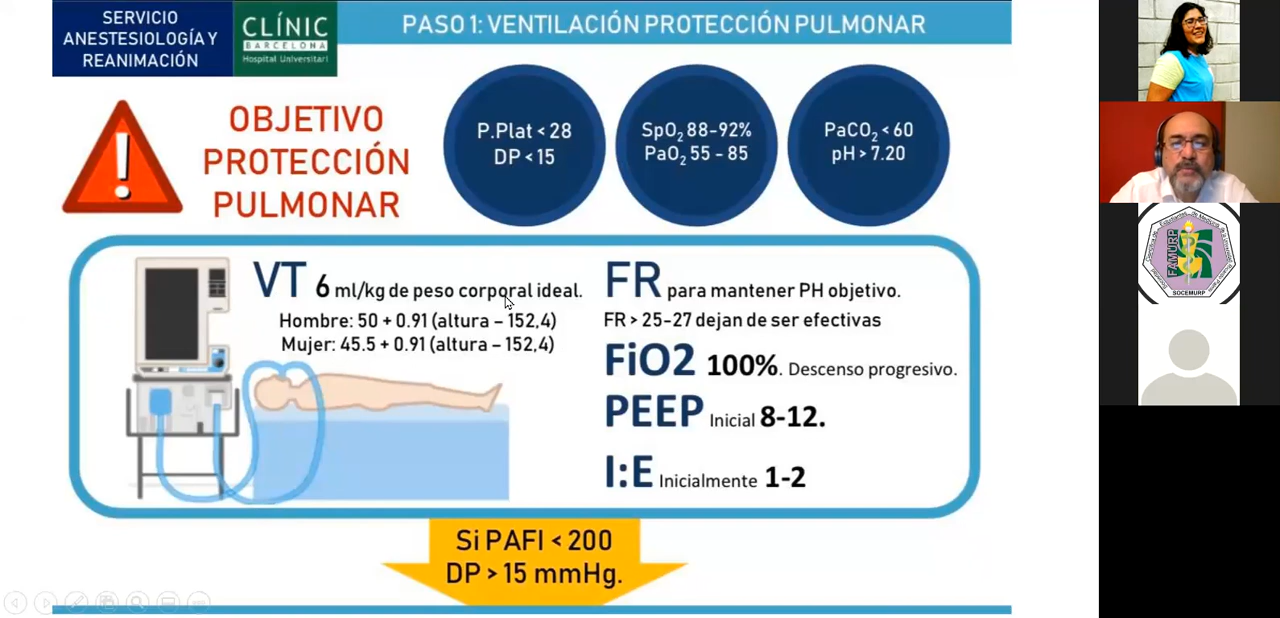 SERVICIO
ANESTESIOLOGÍA Y
REANIMACIÓN
CLÍNIC
BARCELONA
Hospital Universitari
PASO 1: VENTILACIÓN PROTECCIÓN PULMONAR
OBJETIVO
PROTECCIÓN
PULMONAR
P.Plat < 28
DP < 15
SpO₂ 88-92%
PaO₂ 55 - 85
PaCO₂ < 60
pH > 7.20
VT 6 ml/kg de peso corporal ideal.
Hombre: 50 + 0.91 (altura – 152,4)
Mujer: 45.5 + 0.91 (altura – 152,4)
FR para mantener PH objetivo.
FR > 25-27 dejan de ser efectivas
FiO2 100%. Descenso progresivo.
PEEP Inicial 8-12.
I:E Inicialmente 1-2
Si PAFI < 200
DP > 15 mmHg.
FAMURP
SOCEMURP